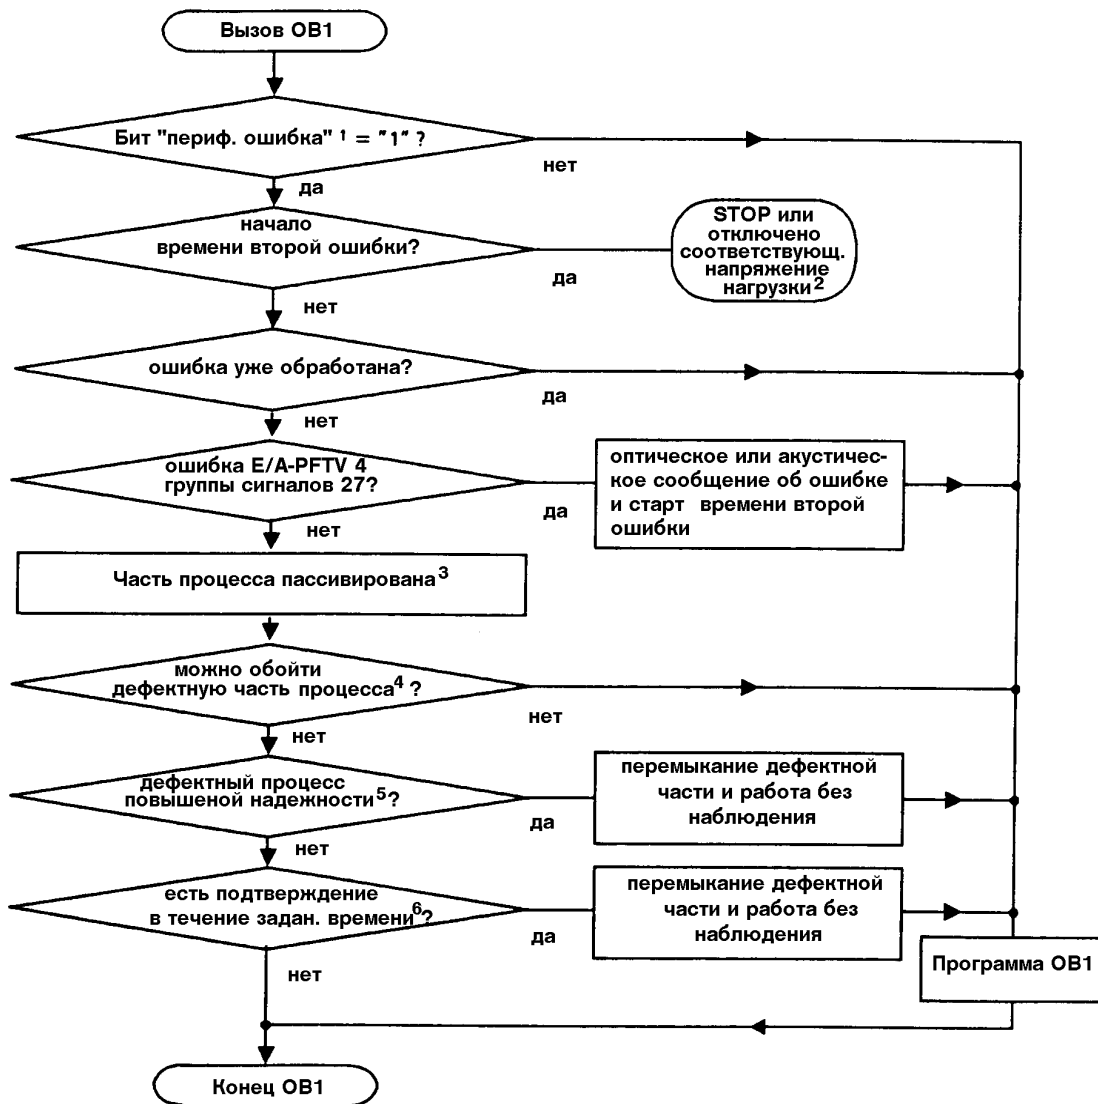 Вызов OB1
Бит "периф. ошибка" ¹ = "1" ?
нет
да
начало
времени второй ошибки?
да
STOP или
отключено
соответствующ.
напряжение
нагрузки²
нет
ошибка уже обработана?
да
нет
ошибка E/A-PFTV 4
группы сигналов 27?
да
оптическое или акустичес-
кое сообщение об ошибке
и старт времени второй
ошибки
нет
Часть процесса пассивирована³
можно обойти
дефектную часть процесса⁴ ?
нет
нет
дефектный процесс
повышеной надежности⁵?
да
перемыкание дефектной
части и работа без
наблюдения
нет
есть подтверждение
в течение задан. времени⁶?
да
перемыкание дефектной
части и работа без
наблюдения
Программа OB1
нет
Конец OB1